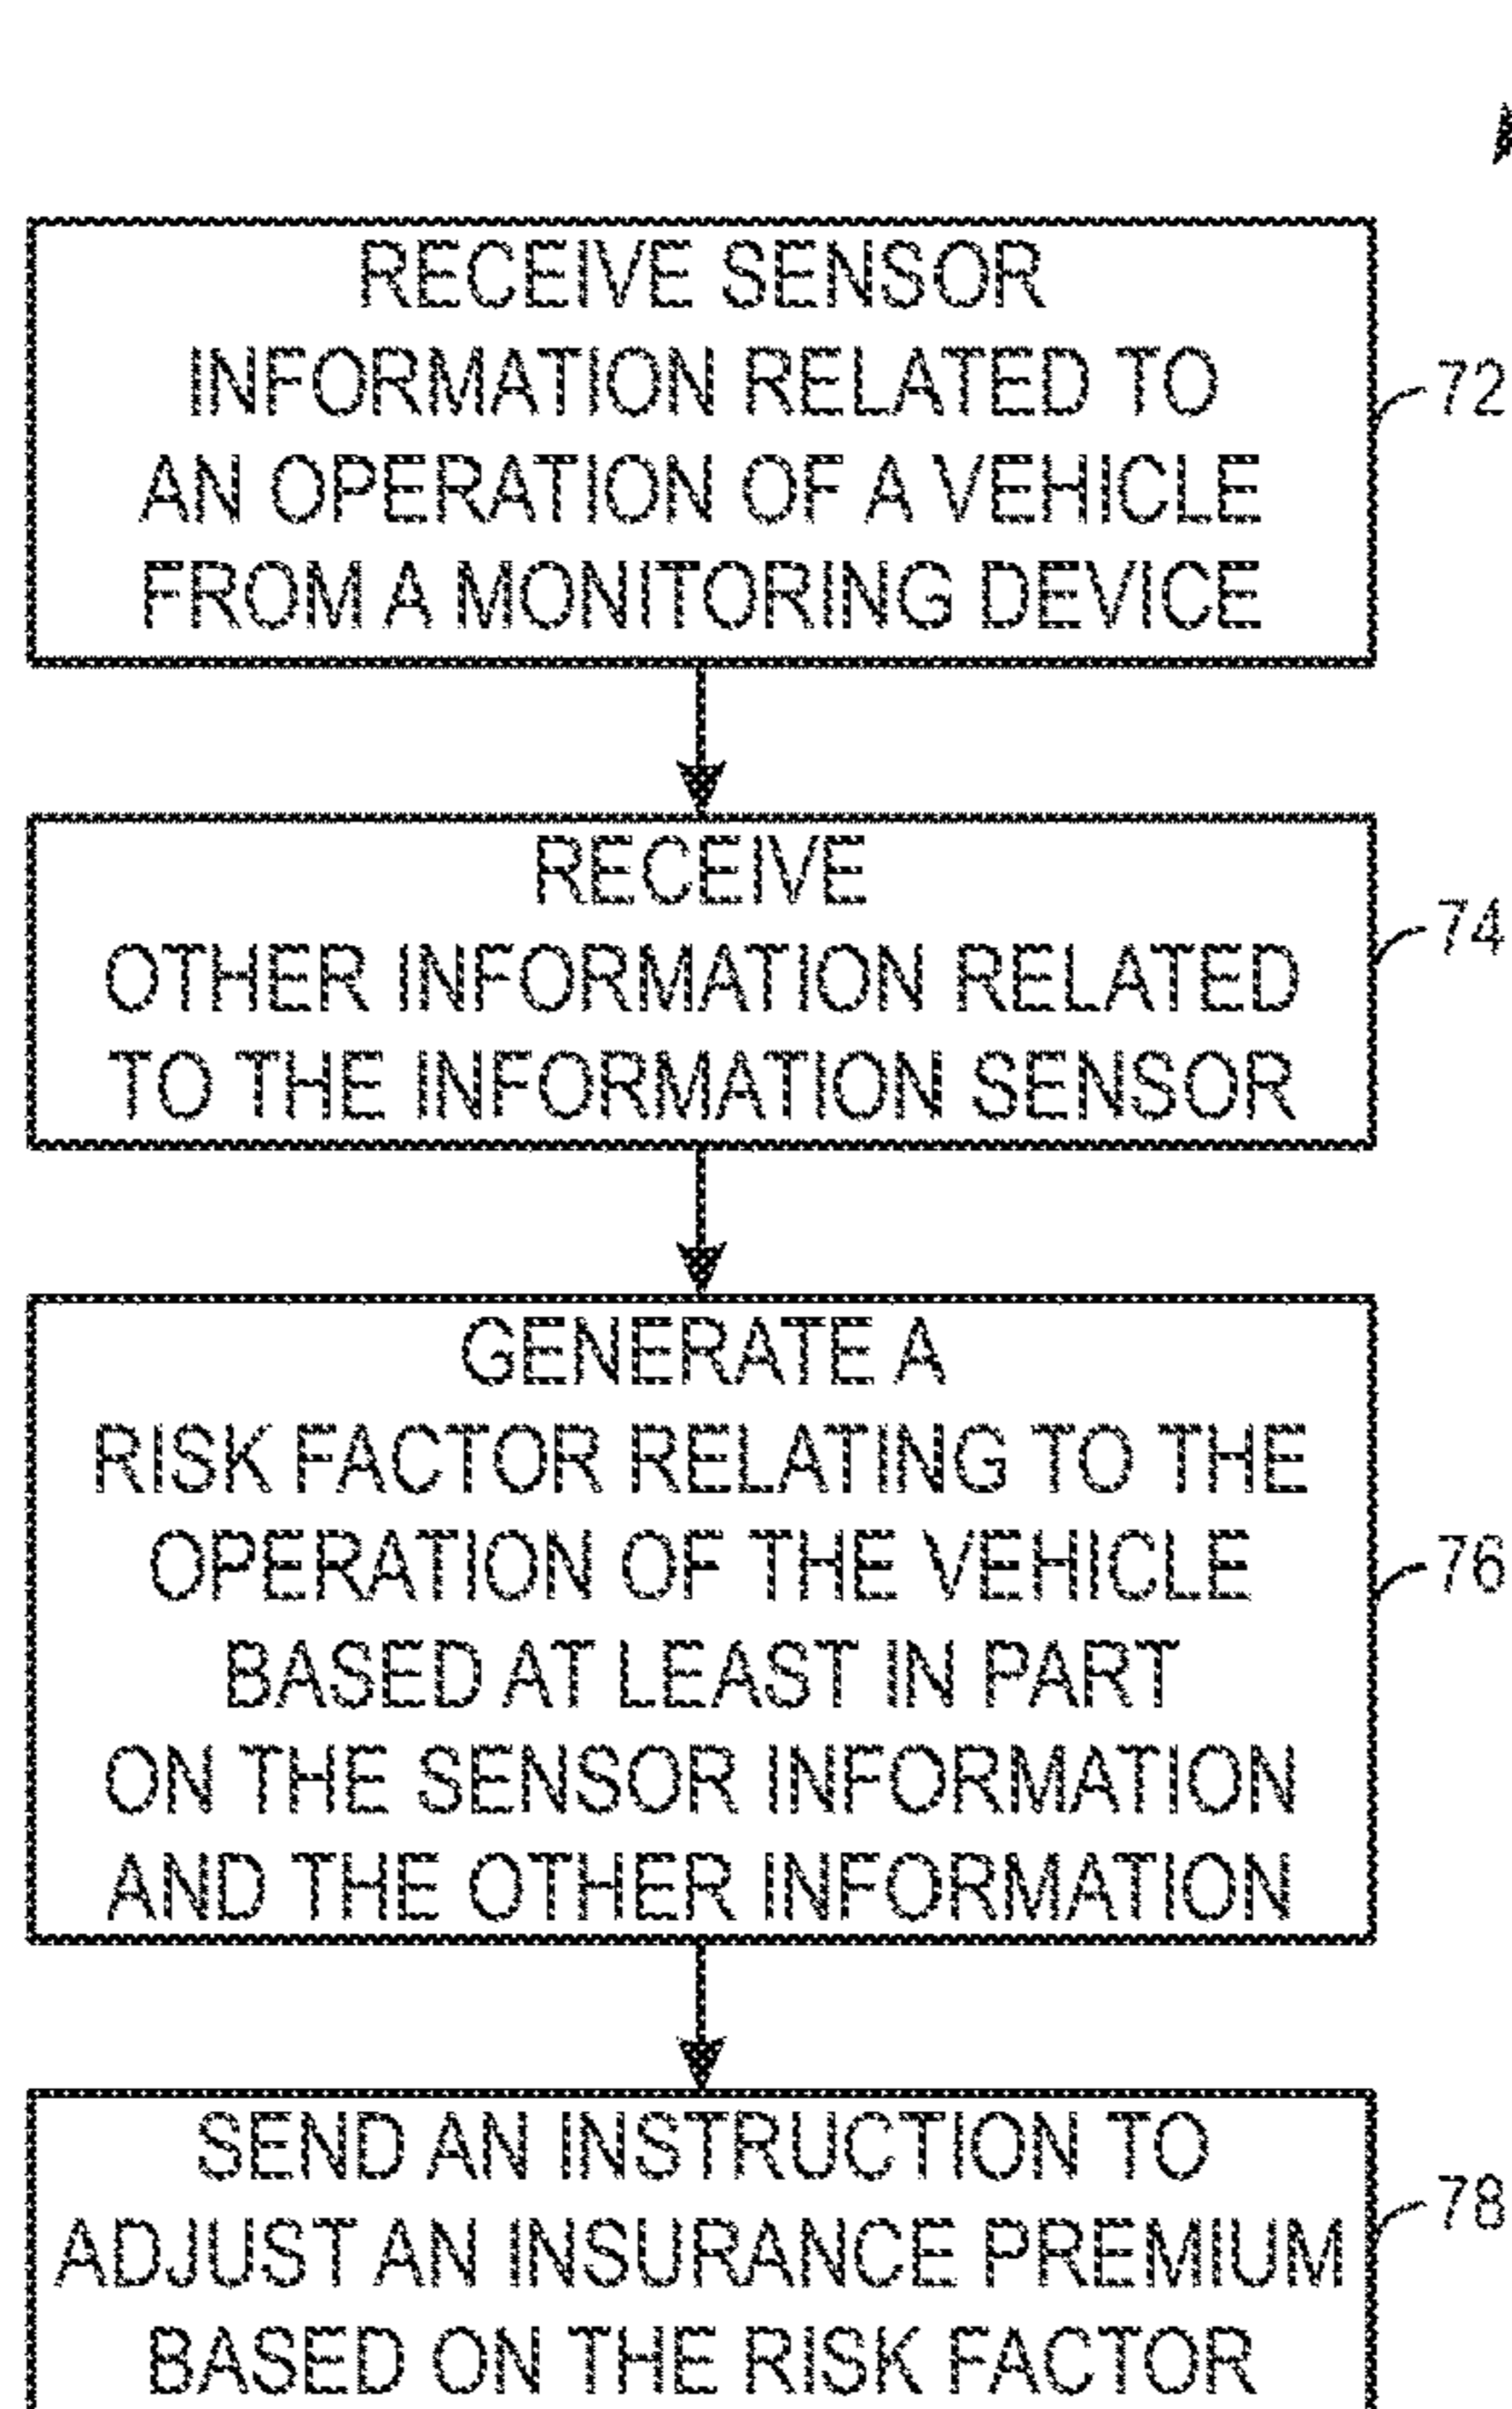 RECEIVE SENSOR
INFORMATION RELATED TO
AN OPERATION OF A VEHICLE
FROM A MONITORING DEVICE
72
RECEIVE
OTHER INFORMATION RELATED
TO THE INFORMATION SENSOR
74
GENERATE A
RISK FACTOR RELATING TO THE
OPERATION OF THE VEHICLE
BASED AT LEAST IN PART
ON THE SENSOR INFORMATION
AND THE OTHER INFORMATION
76
SEND AN INSTRUCTION TO
ADJUST AN INSURANCE PREMIUM
BASED ON THE RISK FACTOR
78